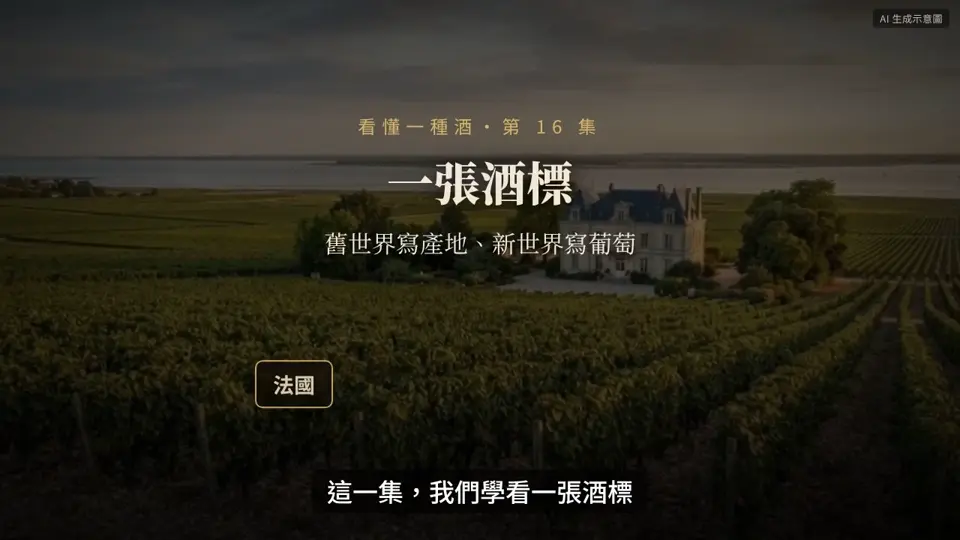 AI 生成示意圖
看懂一種酒・第 16 集
一張酒標
舊世界寫產地、新世界寫葡萄
法國
這一集，我們學看一張酒標